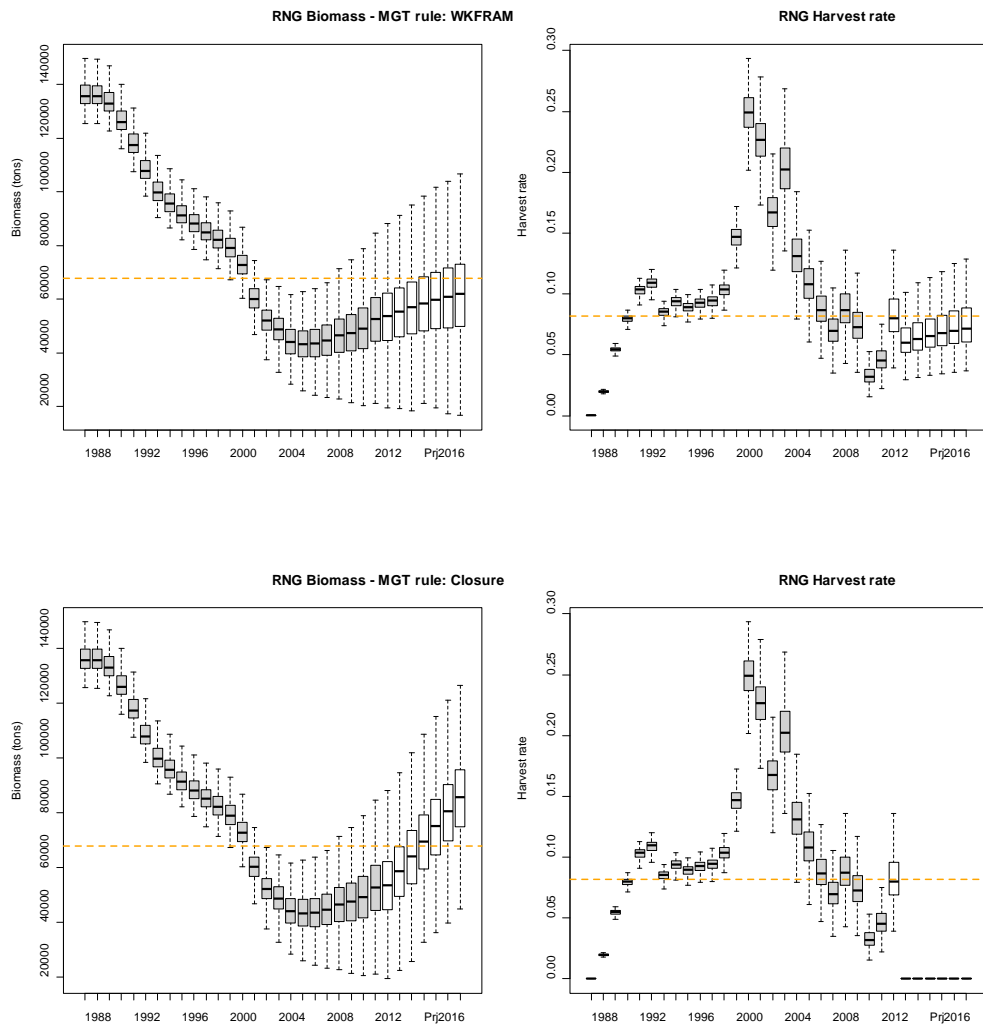 RNG Biomass - MGT rule: WKFRAM
RNG Harvest rate
Biomass (tons)
140000
120000
100000
80000
60000
40000
20000
1988 1992 1996 2000 2004 2008 2012 Prj2016
Harvest rate
0.30
0.25
0.20
0.15
0.10
0.05
0.00
1988 1992 1996 2000 2004 2008 2012 Prj2016
RNG Biomass - MGT rule: Closure
RNG Harvest rate
Biomass (tons)
140000
120000
100000
80000
60000
40000
20000
1988 1992 1996 2000 2004 2008 2012 Prj2016
Harvest rate
0.30
0.25
0.20
0.15
0.10
0.05
0.00
1988 1992 1996 2000 2004 2008 2012 Prj2016